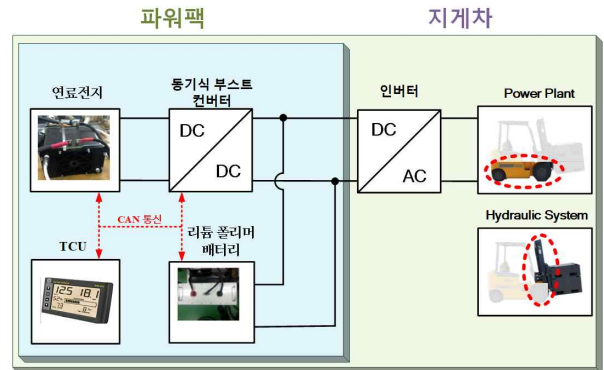 파워팩
지게차
연료전지
동기식 부스트
컨버터
인버터
Power Plant
DC
DC
DC
AC
CAN 통신
TCU
리튬 폴리머
배터리
Hydraulic System